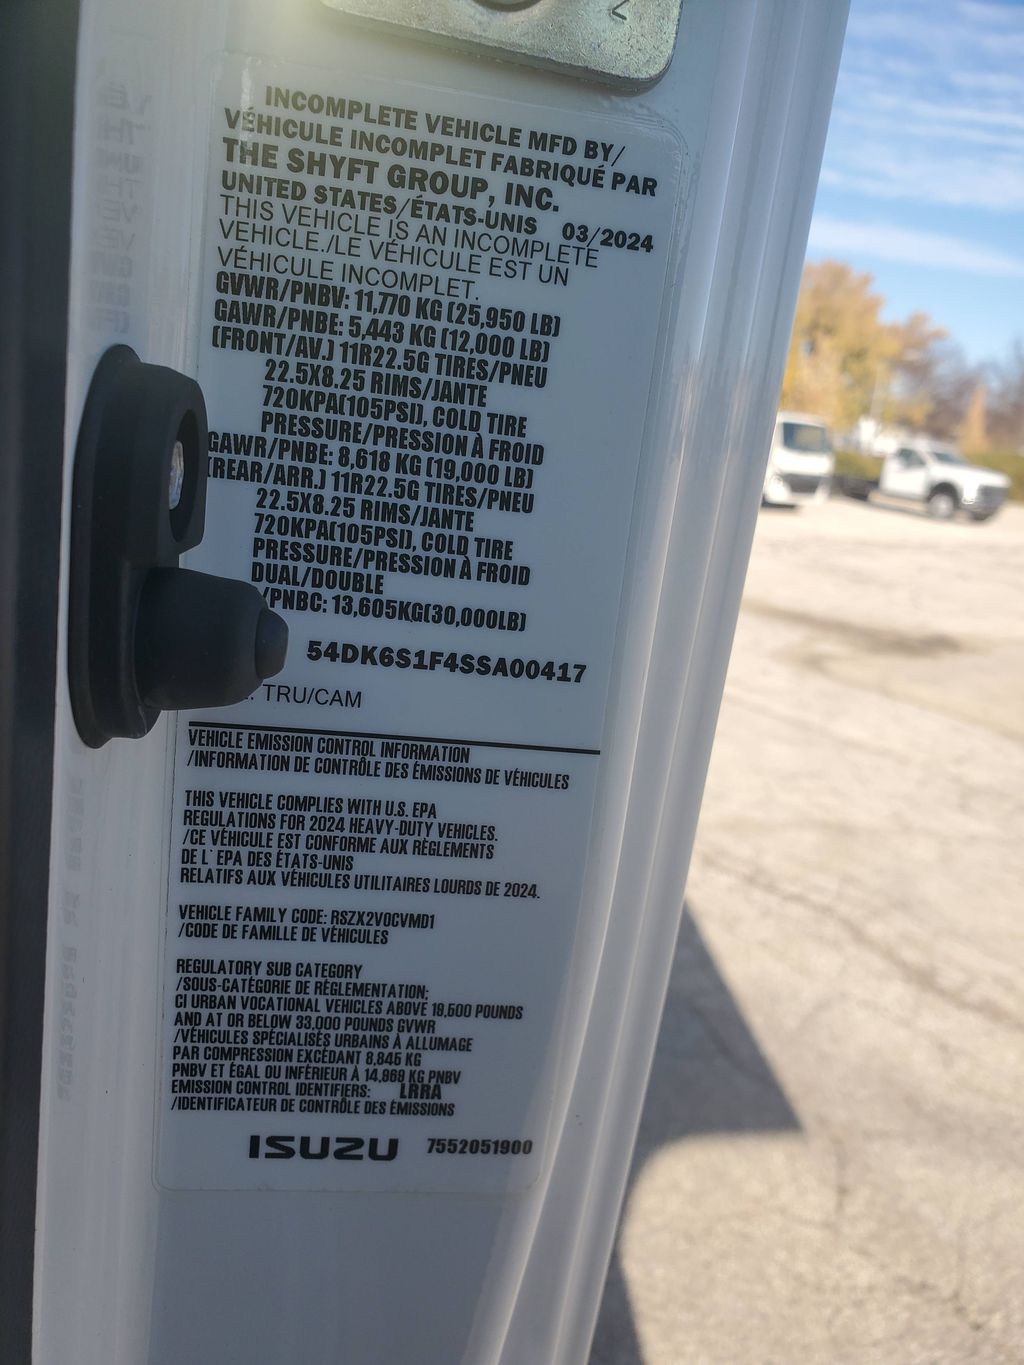 INCOMPLETE VEHICLE MFD BY/
VÉHICULE INCOMPLET FABRIQUÉ PAR
THE SHYFT GROUP, INC.
UNITED STATES/ÉTATS-UNIS 03/2024
THIS VEHICLE IS AN INCOMPLETE
VEHICLE./LE VÉHICULE EST UN
VÉHICULE INCOMPLET.
GVWR/PNBV: 11,770 KG (25,950 LB)
GAWR/PNBE: 5,443 KG (12,000 LB)
(FRONT/AV.) 11R22.5G TIRES/PNEU
22.5X8.25 RIMS/JANTE
720KPA(105PSI), COLD TIRE
PRESSURE/PRESSION À FROID
GAWR/PNBE: 8,618 KG (19,000 LB)
(REAR/ARR.) 11R22.5G TIRES/PNEU
22.5X8.25 RIMS/JANTE
720KPA(105PSI), COLD TIRE
PRESSURE/PRESSION À FROID
DUAL/DOUBLE
/PNBC: 13,605KG(30,000LB)
54DK6S1F4SSA00417
TRU/CAM
VEHICLE EMISSION CONTROL INFORMATION
/INFORMATION DE CONTRÔLE DES ÉMISSIONS DE VÉHICULES
THIS VEHICLE COMPLIES WITH U.S. EPA
REGULATIONS FOR 2024 HEAVY-DUTY VEHICLES.
/CE VÉHICULE EST CONFORME AUX RÈGLEMENTS
DE L`EPA DES ÉTATS-UNIS
RELATIFS AUX VÉHICULES UTILITAIRES LOURDS DE 2024.
VEHICLE FAMILY CODE: RSZX2VOCVMD1
/CODE DE FAMILLE DE VÉHICULES
REGULATORY SUB CATEGORY
/SOUS-CATÉGORIE DE RÉGLEMENTATION:
CI URBAN VOCATIONAL VEHICLES ABOVE 19,500 POUNDS
AND AT OR BELOW 33,000 POUNDS GVWR
/VÉHICULES SPÉCIALISÉS URBAINS À ALLUMAGE
PAR COMPRESSION EXCÉDANT 8,845 KG
PNBV ET ÉGAL OU INFÉRIEUR À 14,969 KG PNBV
EMISSION CONTROL IDENTIFIERS: LRRA
/IDENTIFICATEUR DE CONTRÔLE DES ÉMISSIONS
ISUZU 7552051900